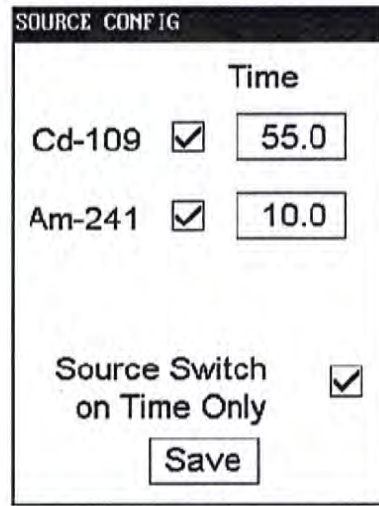 SOURCE CONFIG
Time
Cd-109 55.0
Am-241 10.0
Source Switch
on Time Only
Save